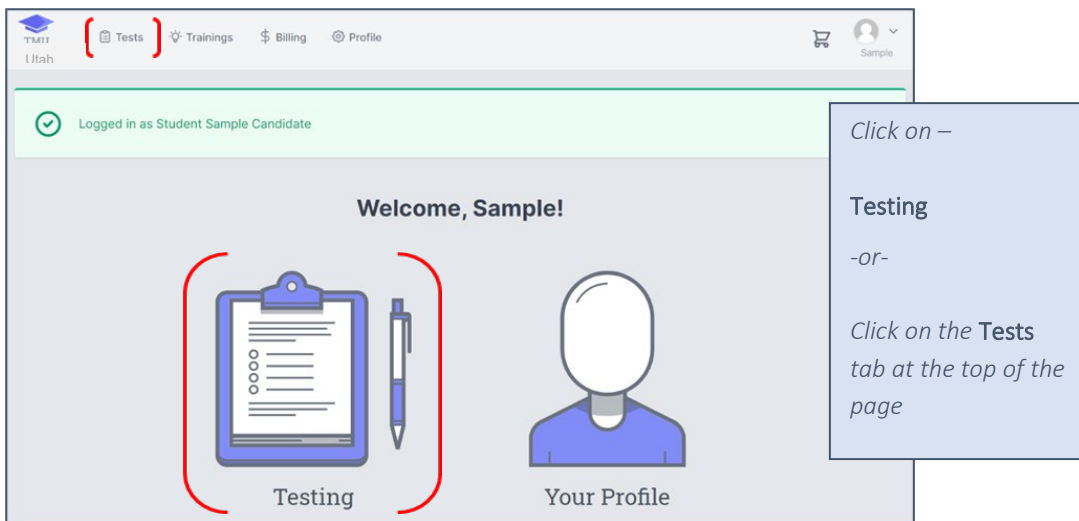 Tests Trainings $ Billing Profile
TMU
Utah
Sample
Logged in as Student Sample Candidate
Welcome, Sample!
Testing
Your Profile
Click on –
Testing
-or-
Click on the Tests
tab at the top of the
page